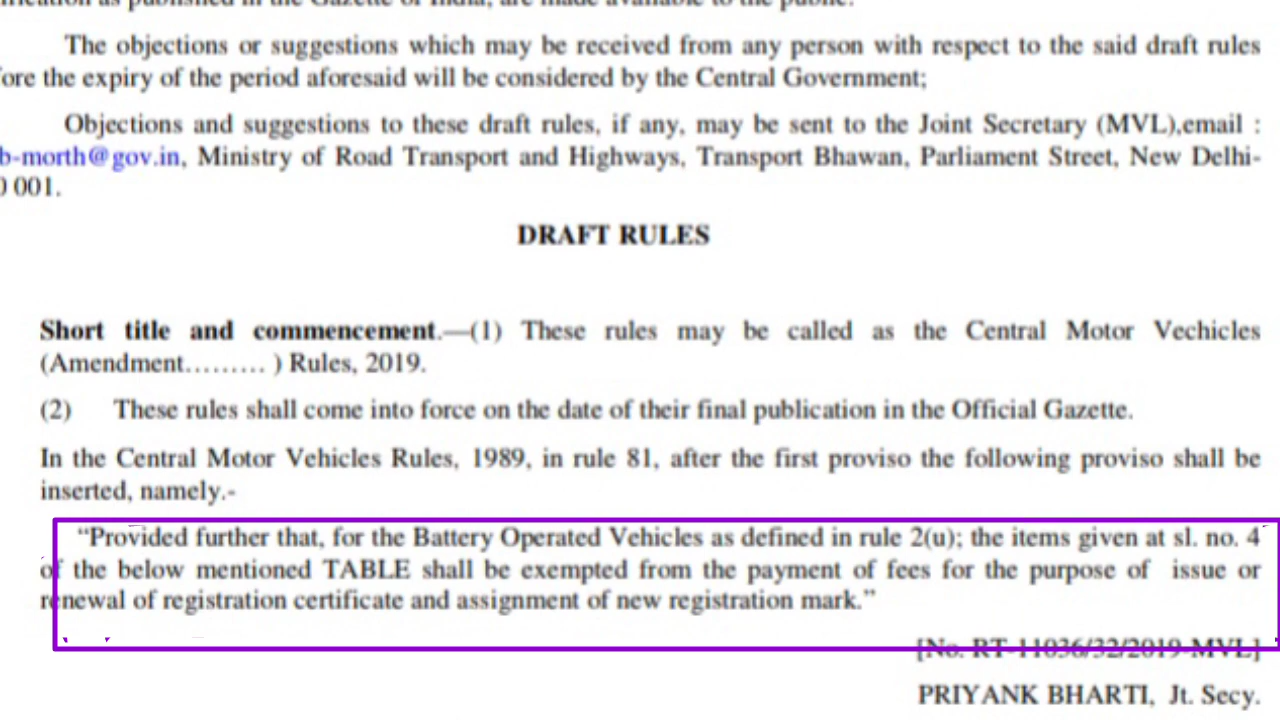 The objections or suggestions which may be received from any person with respect to the said draft rules
ore the expiry of the period aforesaid will be considered by the Central Government;
Objections and suggestions to these draft rules, if any, may be sent to the Joint Secretary (MVL),email :
b-morth@gov.in, Ministry of Road Transport and Highways, Transport Bhawan, Parliament Street, New Delhi-
0 001.
DRAFT RULES
Short title and commencement.—(1) These rules may be called as the Central Motor Vechicles
(Amendment......... ) Rules, 2019.
(2) These rules shall come into force on the date of their final publication in the Official Gazette.
In the Central Motor Vehicles Rules, 1989, in rule 81, after the first proviso the following proviso shall be
inserted, namely.-
“Provided further that, for the Battery Operated Vehicles as defined in rule 2(u); the items given at sl. no. 4
of the below mentioned TABLE shall be exempted from the payment of fees for the purpose of issue or
renewal of registration certificate and assignment of new registration mark.”
[No. RT-11036/32/2019-MVL]
PRIYANK BHARTI, Jt. Secy.